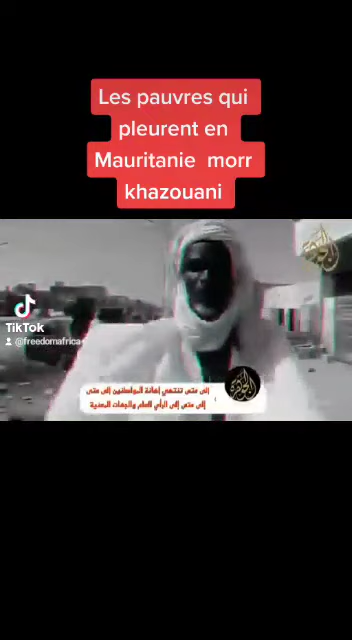 Les pauvres qui
pleurent en
Mauritanie morr
khazouani
TikTok
@freedomafrica
إلى متى تنتهي إهانة المواطنين إلى متى
إلى متى إلى الرأي العام والجهات المعنية